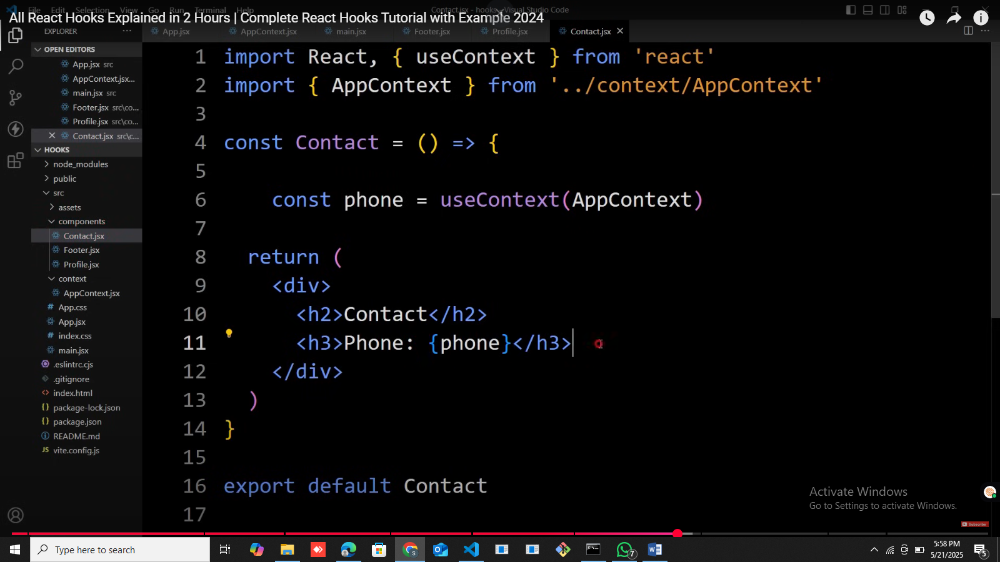 File Edit Selection View Go Run Terminal Help
Contact.jsx - hooks - Visual Studio Code
All React Hooks Explained in 2 Hours | Complete React Hooks Tutorial with Example 2024
EXPLORER
App.jsx AppContext.jsx main.jsx Footer.jsx Profile.jsx Contact.jsx
OPEN EDITORS
App.jsx src
AppContext.jsx...
main.jsx src
Footer.jsx src\co...
Profile.jsx src\co...
Contact.jsx src\c...
HOOKS
node_modules
public
src
assets
components
Contact.jsx
Footer.jsx
Profile.jsx
context
AppContext.jsx
App.css
App.jsx
index.css
main.jsx
.eslintrc.cjs
.gitignore
index.html
package-lock.json
package.json
README.md
vite.config.js
1 import React, { useContext } from 'react'
2 import { AppContext } from '../context/AppContext'
3
4 const Contact = () => {
5
6 const phone = useContext(AppContext)
7
8 return (
9 <div>
10 <h2>Contact</h2>
11 <h3>Phone: {phone}</h3>
12 </div>
13 )
14 }
15
16 export default Contact
17
Activate Windows
Go to Settings to activate Windows.
Subscribe
Type here to search
7
5:58 PM
5/21/2025
5